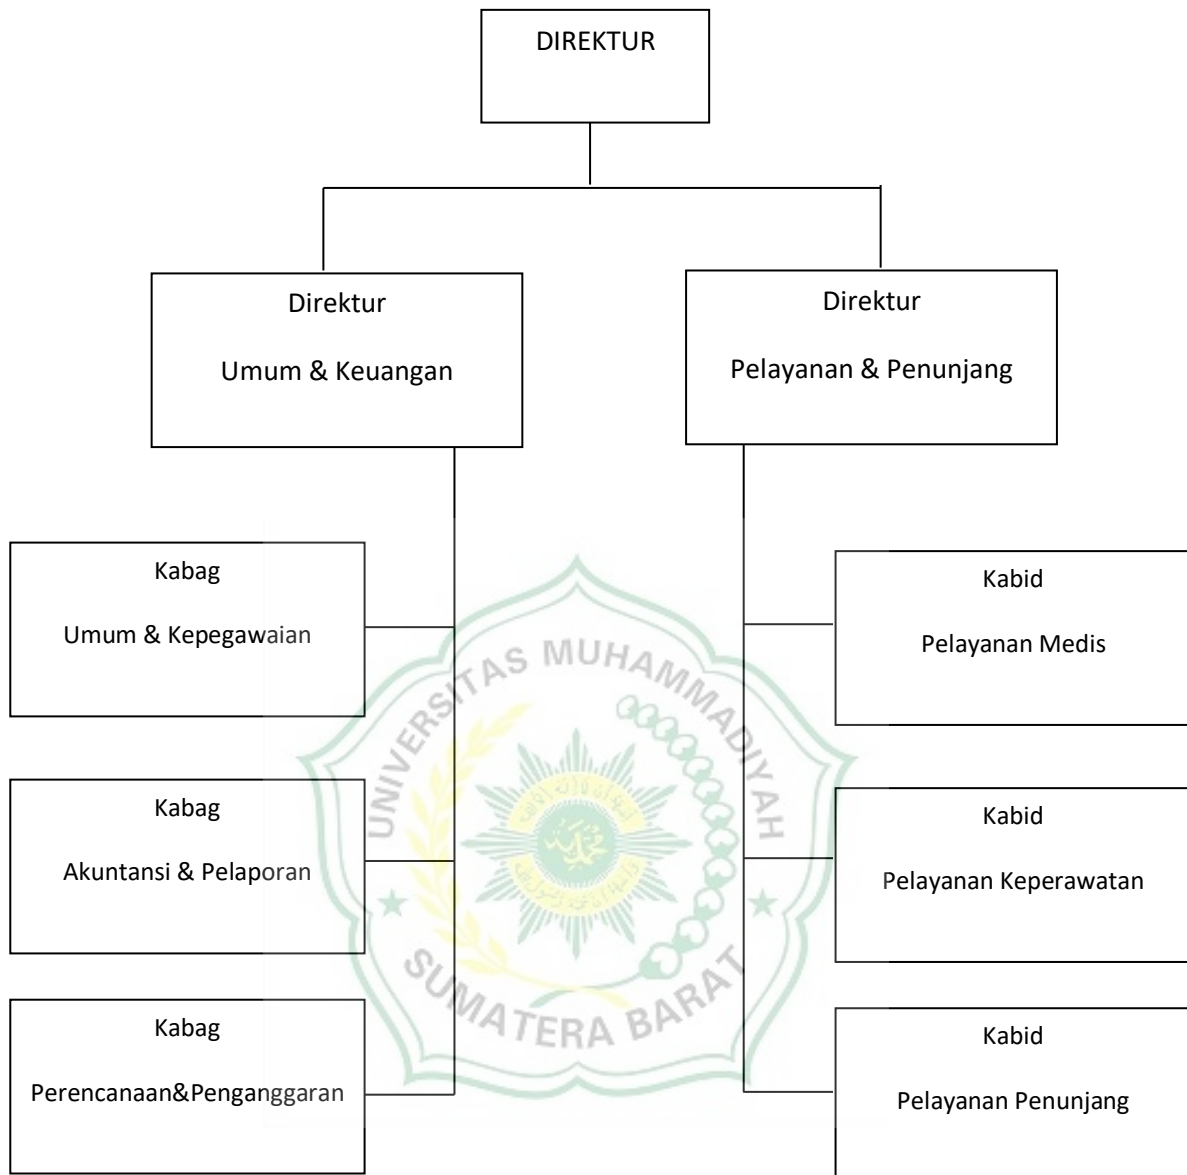 DIREKTUR
Direktur
Umum & Keuangan
Direktur
Pelayanan & Penunjang
Kabag
Umum & Kepegawaian
Kabid
Pelayanan Medis
Kabag
Akuntansi & Pelaporan
Kabid
Pelayanan Keperawatan
Kabag
Perencanaan&Penganggaran
Kabid
Pelayanan Penunjang
UNIVERSITAS MUHAMMADIYAH
SUMATERA BARAT